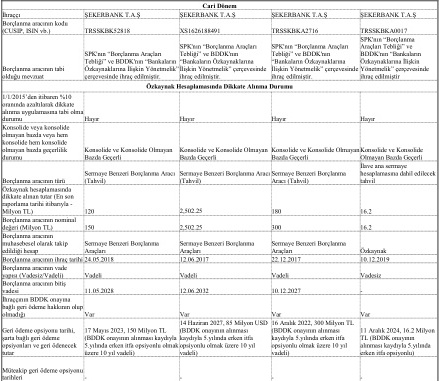 Cari Dönem
İhraççı ŞEKERBANK T.A.Ş ŞEKERBANK T.A.Ş ŞEKERBANK T.A.Ş ŞEKERBANK T.A.Ş
Borçlanma aracının kodu
(CUSIP, ISIN vb.) TRSSKBK52818 XS1626188491 TRSSKBKA2716 TRSSKBKA0017
Borçlanma aracının tabi
olduğu mevzuat
SPK'nın “Borçlanma Araçları
Tebliği” ve BDDK'nın “Bankaların
Özkaynaklarına İlişkin Yönetmelik”
çerçevesinde ihraç edilmiştir.
SPK'nın “Borçlanma
Araçları Tebliği” ve
BDDK'nın “Bankaların
Özkaynaklarına İlişkin
Yönetmelik” çerçevesinde
ihraç edilmiştir.
SPK'nın “Borçlanma
Araçları Tebliği” ve
BDDK'nın “Bankaların
Özkaynaklarına İlişkin
Yönetmelik” çerçevesinde
ihraç edilmiştir.
SPK'nın “Borçlanma
Araçları Tebliği” ve
BDDK'nın “Bankaların
Özkaynaklarına İlişkin
Yönetmelik” çerçevesinde
ihraç edilmiştir
Özkaynak Hesaplamasında Dikkate Alınma Durumu
1/1/2015'den itibaren %10
oranında azaltılarak dikkate
alınma uygulamasına tabi olma
durumu Hayır Hayır Hayır Hayır
Konsolide veya konsolide
olmayan bazda veya hem
konsolide hem konsolide
olmayan bazda geçerlilik
durumu
Konsolide ve Konsolide Olmayan
Bazda Geçerli
Konsolide ve Konsolide Olmayan
Bazda Geçerli
Konsolide ve Konsolide Olmayan
Bazda Geçerli
Konsolide ve Konsolide
Olmayan Bazda Geçerli
Borçlanma aracının türü
Sermaye Benzeri Borçlanma Aracı
(Tahvil)
Sermaye Benzeri Borçlanma Aracı
(Tahvil)
Sermaye Benzeri Borçlanma
Aracı (Tahvil)
İlave ana sermaye
hesaplamasına dahil edilecek
tahvil
Özkaynak hesaplamasında
dikkate alınan tutar (En son
raporlama tarihi itibarıyla -
Milyon TL) 120 2,502.25 180 16.2
Borçlanma aracının nominal
değeri (Milyon TL) 150 2,502.25 300 16.2
Borçlanma aracının
muhasebesel olarak takip
edildiği hesap
Sermaye Benzeri Borçlanma
Araçları
Sermaye Benzeri Borçlanma
Araçları
Sermaye Benzeri Borçlanma
Araçları
Özkaynak
Borçlanma aracının ihraç tarihi 24.05.2018 12.06.2017 22.12.2017 10.12.2019
Borçlanma aracının vade
yapısı (Vadesiz/Vadeli) Vadeli Vadeli Vadeli Vadesiz
Borçlanma aracının bitiş
vadesi 11.05.2028 12.06.2032 10.12.2027 -
İhraççının BDDK onayına
bağlı geri ödeme hakkının olup
olmadığı Var Var Var Var
Geri ödeme opsiyonu tarihi,
şarta bağlı geri ödeme
opsiyonları ve geri ödenecek
tutar
17 Mayıs 2023, 150 Milyon TL
(BDDK onayının alınması kaydıyla
5.yılında erken itfa opsiyonlu olmak
üzere 10 yıl vadeli)
14 Haziran 2027, 85 Milyon USD
(BDDK onayının alınması
kaydıyla 5.yılında erken itfa
opsiyonlu olmak üzere 10 yıl
vadeli)
16 Aralık 2022, 300 Milyon TL
(BDDK onayının alınması
kaydıyla 5.yılında erken itfa
opsiyonlu olmak üzere 10 yıl
vadeli)
11 Aralık 2024, 16.2 Milyon
TL (BDDK onayının
alınması kaydıyla 5.yılında
erken itfa opsiyonlu)
Müteakip geri ödeme opsiyonu
tarihleri - - - -